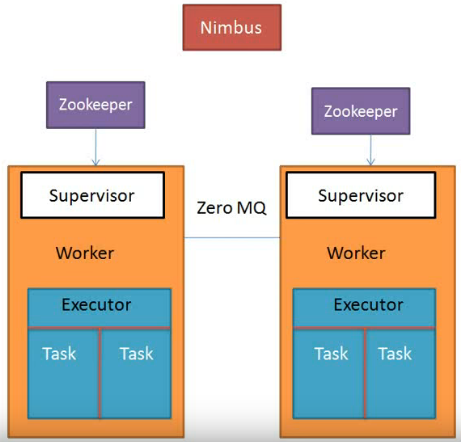 Nimbus
Zookeeper
Zookeeper
Supervisor
Zero MQ
Supervisor
Worker
Worker
Executor
Executor
Task Task
Task Task